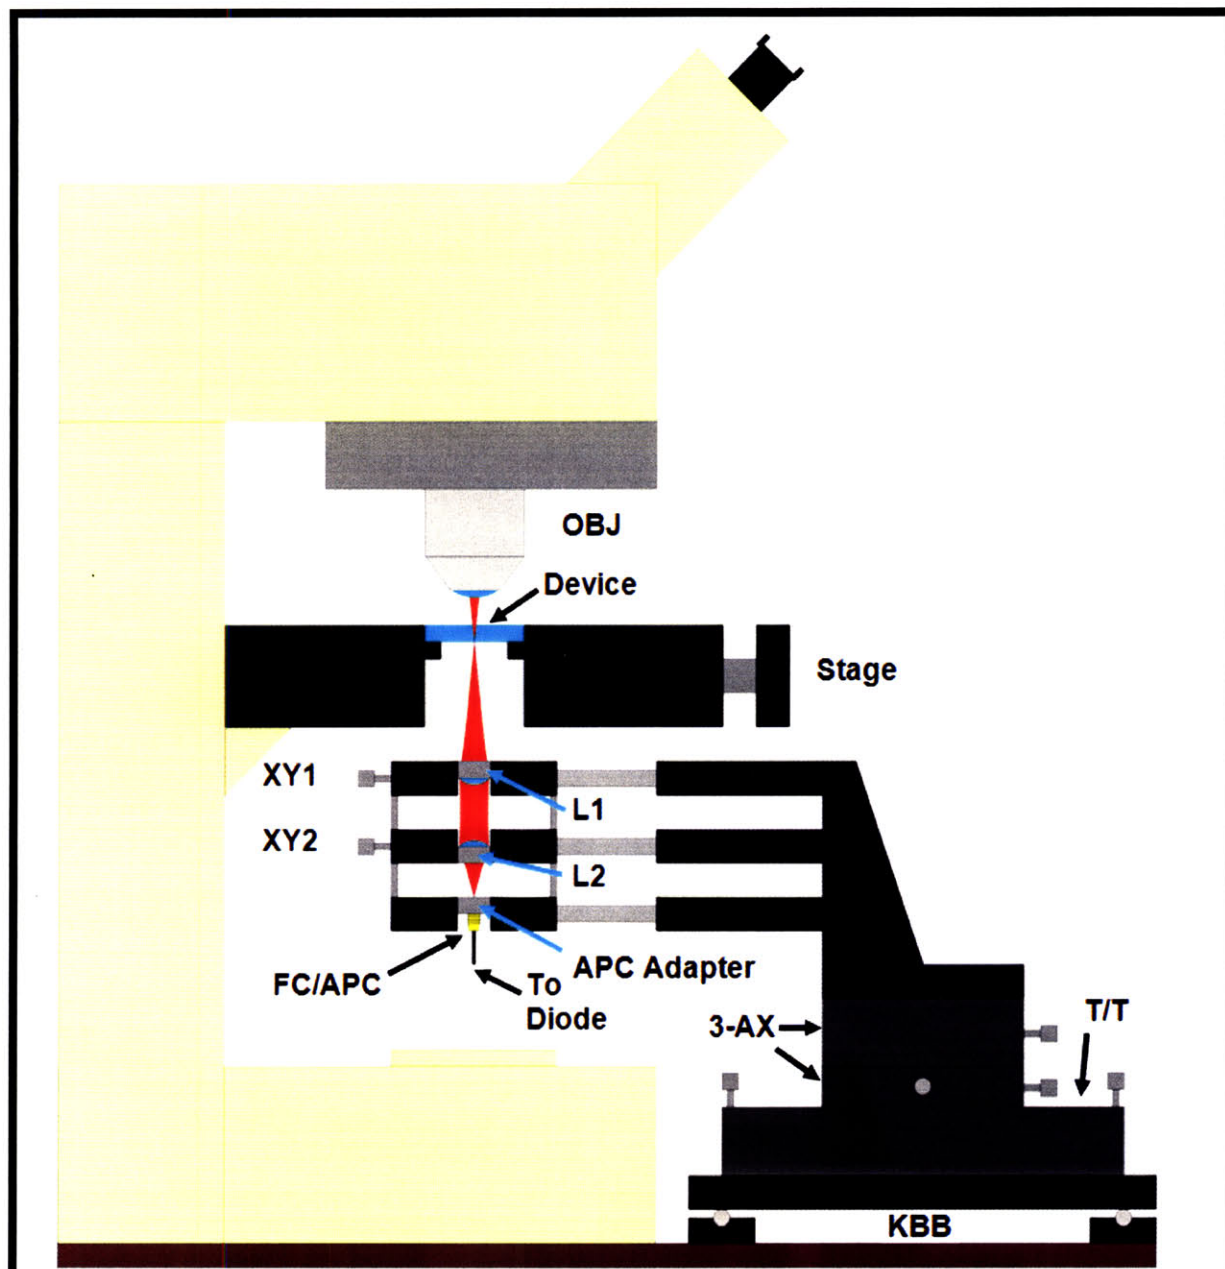 OBJ
Device
Stage
XY1
L1
XY2
L2
APC Adapter
FC/APC
To
Diode
3-AX
T/T
KBB